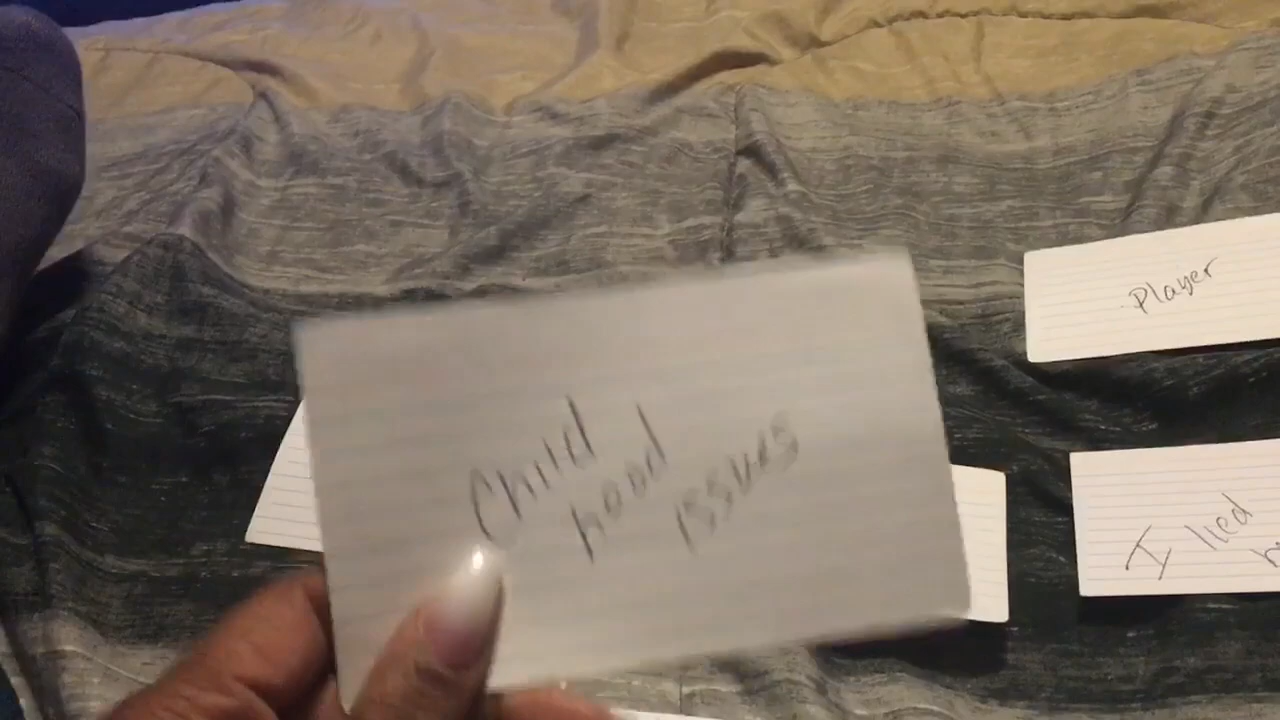 Child
hood
issues
Player
I lied